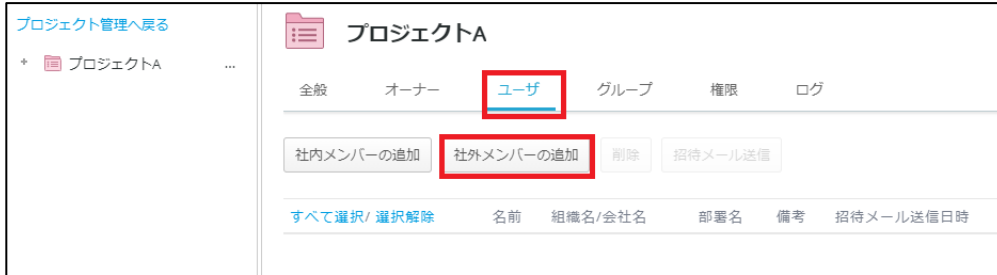 プロジェクト管理へ戻る
プロジェクトA ...
プロジェクトA
全般 オーナー ユーザ グループ 権限 ログ
社内メンバーの追加 社外メンバーの追加 削除 招待メール送信
すべて選択/ 選択解除 名前 組織名/会社名 部署名 備考 招待メール送信日時